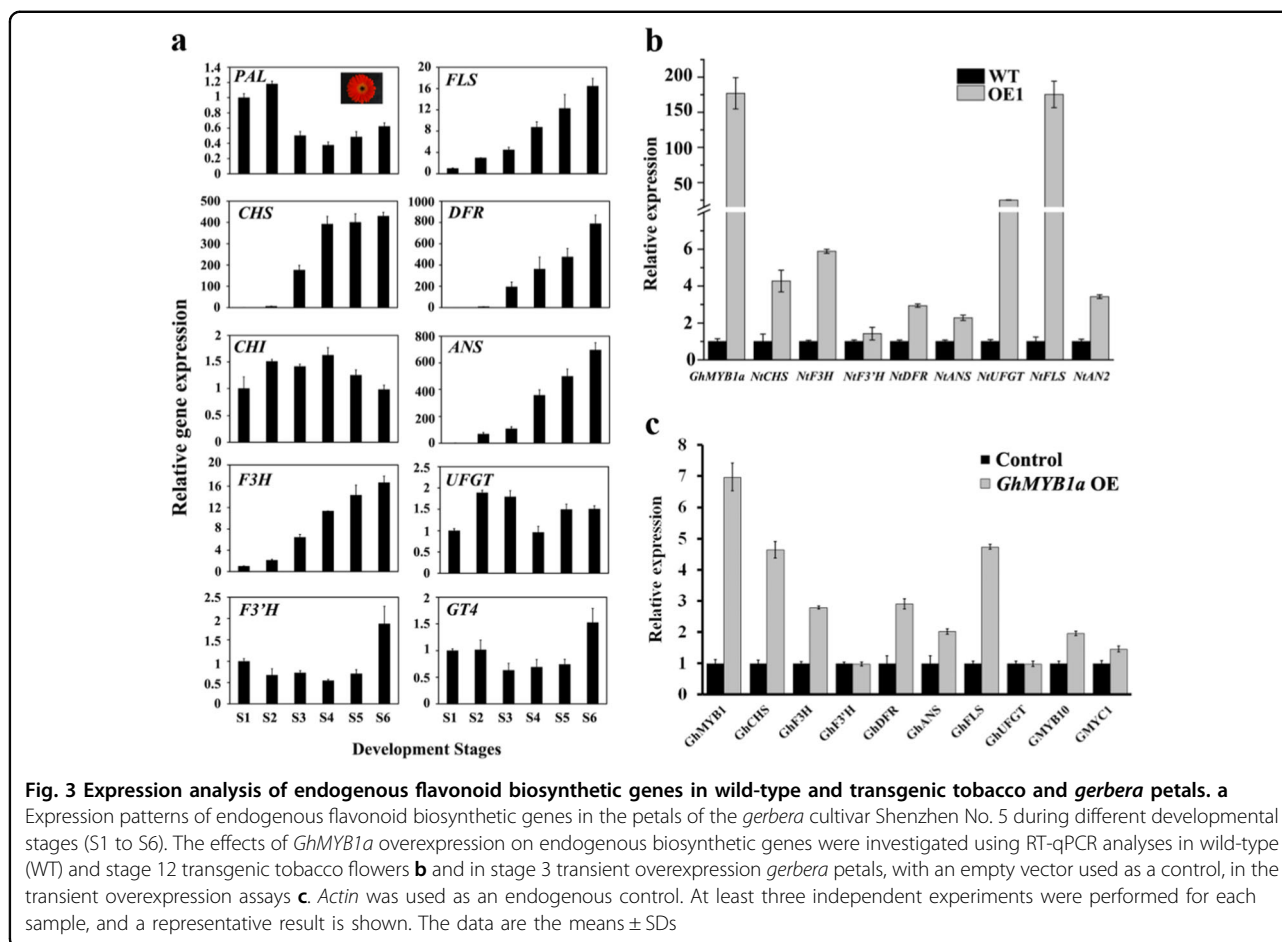 a
Relative gene expression
PAL
1.4
1.2
1
0.8
0.6
0.4
0.2
0
FLS
20
16
12
8
4
0
CHS
500
400
300
200
100
0
DFR
1000
800
600
400
200
0
CHI
2
1.5
1
0.5
0
ANS
800
600
400
200
0
F3H
20
16
12
8
4
0
UFGT
2.5
2
1.5
1
0.5
0
F3’H
2.5
2
1.5
1
0.5
0
GT4
2
1.5
1
0.5
0
S1 S2 S3 S4 S5 S6
S1 S2 S3 S4 S5 S6
Development Stages
b
WT
OE1
Relative expression
200
175
150
100
50
6
4
2
1
0
GhMYB1a NtCHS NtF3H NtF3’H NtDFR NtANS NtUFGT NtFLS NtAN2
c
Control
GhMYB1a OE
Relative expression
8
7
6
5
4
3
2
1
0
GhMYB1 GhCHS GhF3H GhF3’H GhDFR GhANS GhFLS GhUFGT GMYB10 GMYC1
Fig. 3 Expression analysis of endogenous flavonoid biosynthetic genes in wild-type and transgenic tobacco and gerbera petals. a
Expression patterns of endogenous flavonoid biosynthetic genes in the petals of the gerbera cultivar Shenzhen No. 5 during different developmental
stages (S1 to S6). The effects of GhMYB1a overexpression on endogenous biosynthetic genes were investigated using RT-qPCR analyses in wild-type
(WT) and stage 12 transgenic tobacco flowers b and in stage 3 transient overexpression gerbera petals, with an empty vector used as a control, in the
transient overexpression assays c. Actin was used as an endogenous control. At least three independent experiments were performed for each
sample, and a representative result is shown. The data are the means ± SDs